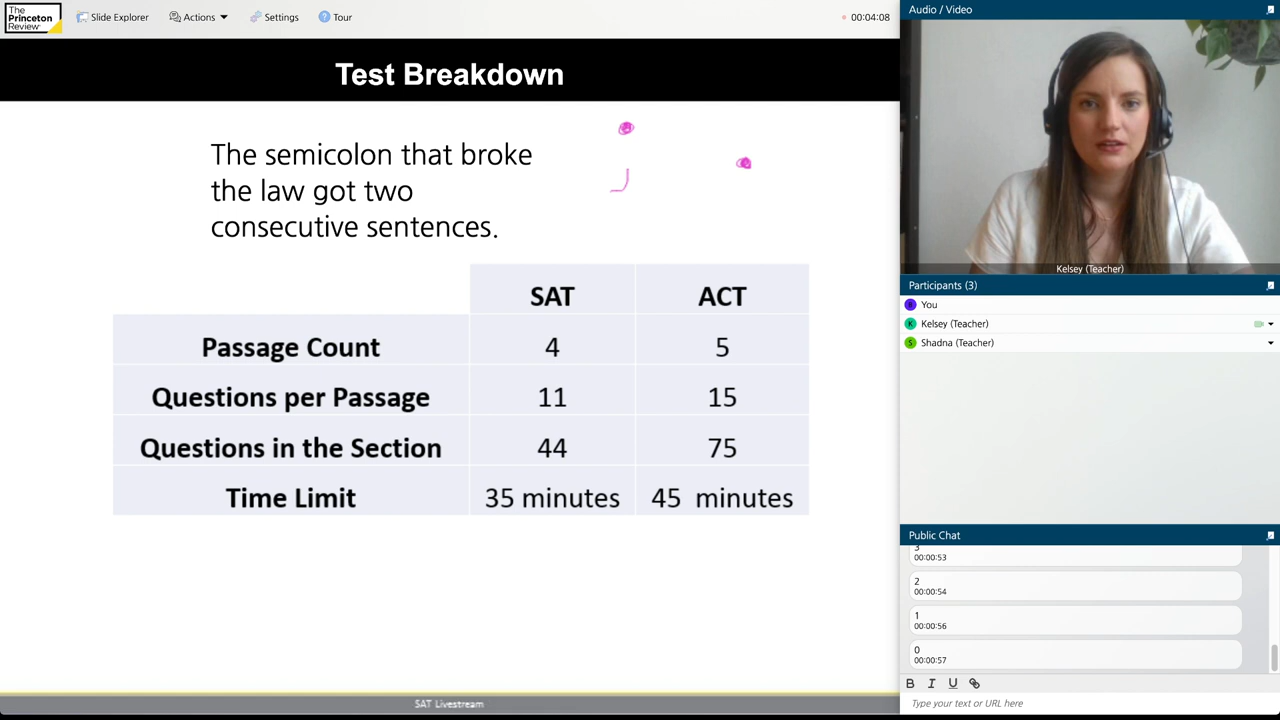 The
Princeton
Review
Slide Explorer
Actions
Settings
Tour
00:04:08
Test Breakdown
The semicolon that broke
the law got two
consecutive sentences.
SAT ACT
Passage Count 4 5
Questions per Passage 11 15
Questions in the Section 44 75
Time Limit 35 minutes 45 minutes
SAT Livestream
Audio / Video
Kelsey (Teacher)
Participants (3)
You
K Kelsey (Teacher)
S Shadna (Teacher)
Public Chat
3
00:00:53
2
00:00:54
1
00:00:56
0
00:00:57
B I U
Type your text or URL here